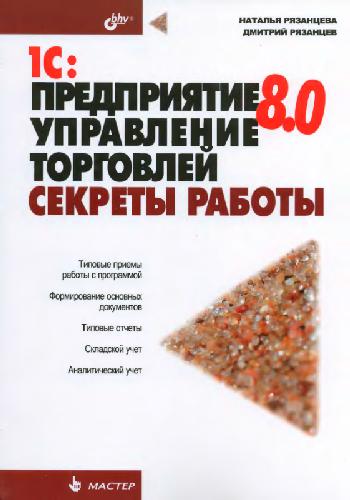 bhv
НАТАЛЬЯ РЯЗАНЦЕВА
ДМИТРИЙ РЯЗАНЦЕВ
1С:
ПРЕДПРИЯТИЕ 8.0
УПРАВЛЕНИЕ
ТОРГОВЛЕЙ
СЕКРЕТЫ РАБОТЫ
Типовые приемы
работы с программой
Формирование основных
документов
Типовые отчеты
Складской учет
Аналитический учет
МАСТЕР